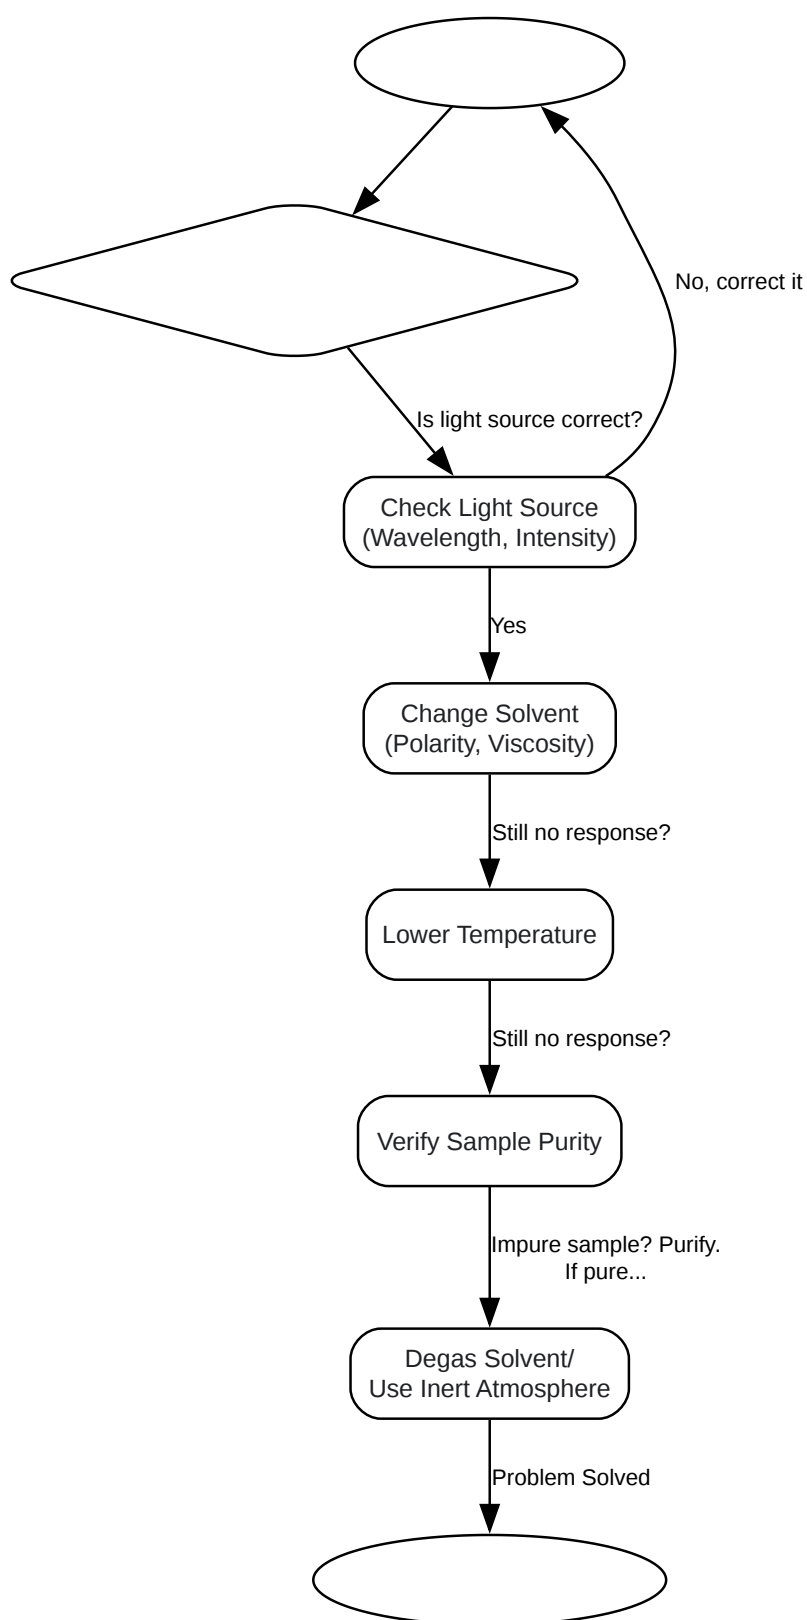 No, correct it
Is light source correct?
Check Light Source
(Wavelength, Intensity)
Yes
Change Solvent
(Polarity, Viscosity)
Still no response?
Lower Temperature
Still no response?
Verify Sample Purity
Impure sample? Purify.
If pure...
Degas Solvent/
Use Inert Atmosphere
Problem Solved